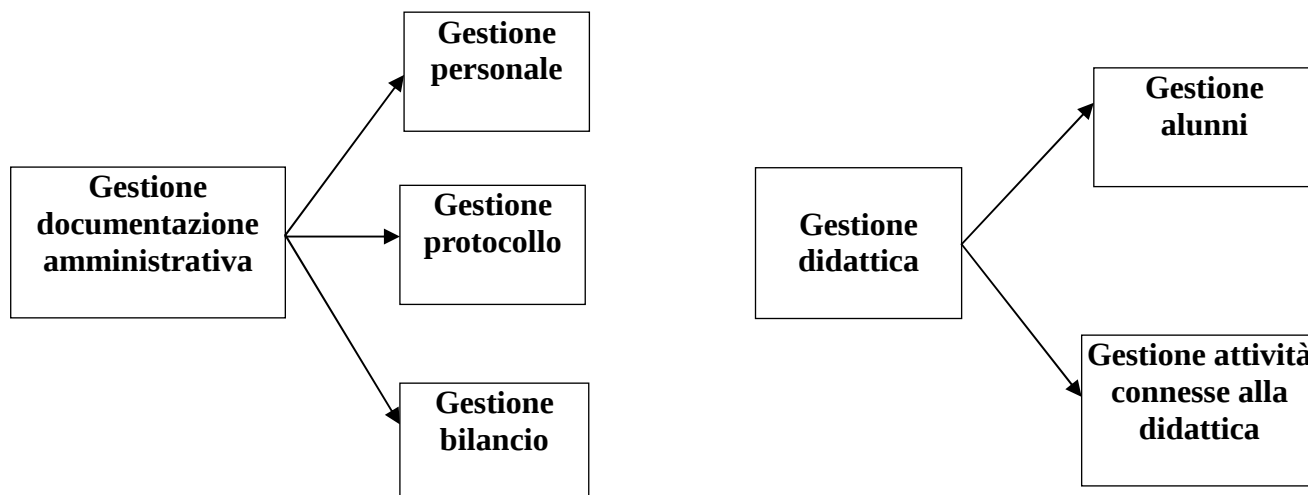 Gestione
personale
Gestione
documentazione
amministrativa
Gestione
protocollo
Gestione
bilancio
Gestione
didattica
Gestione
alunni
Gestione attività
connesse alla
didattica